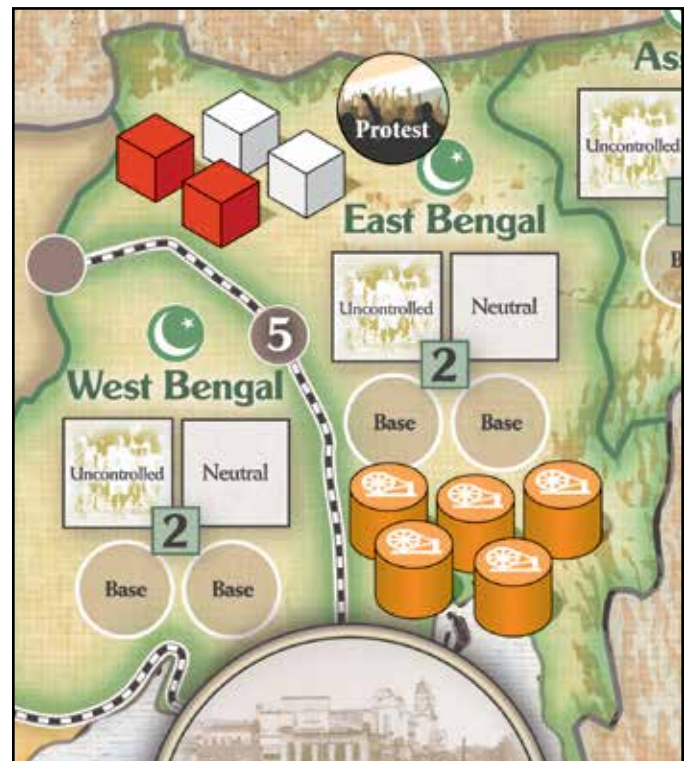 Protest
East Bengal
Uncontrolled
Neutral
2
Base
Base
5
West Bengal
Uncontrolled
Neutral
2
Base
Base
As
Uncontrolled
B